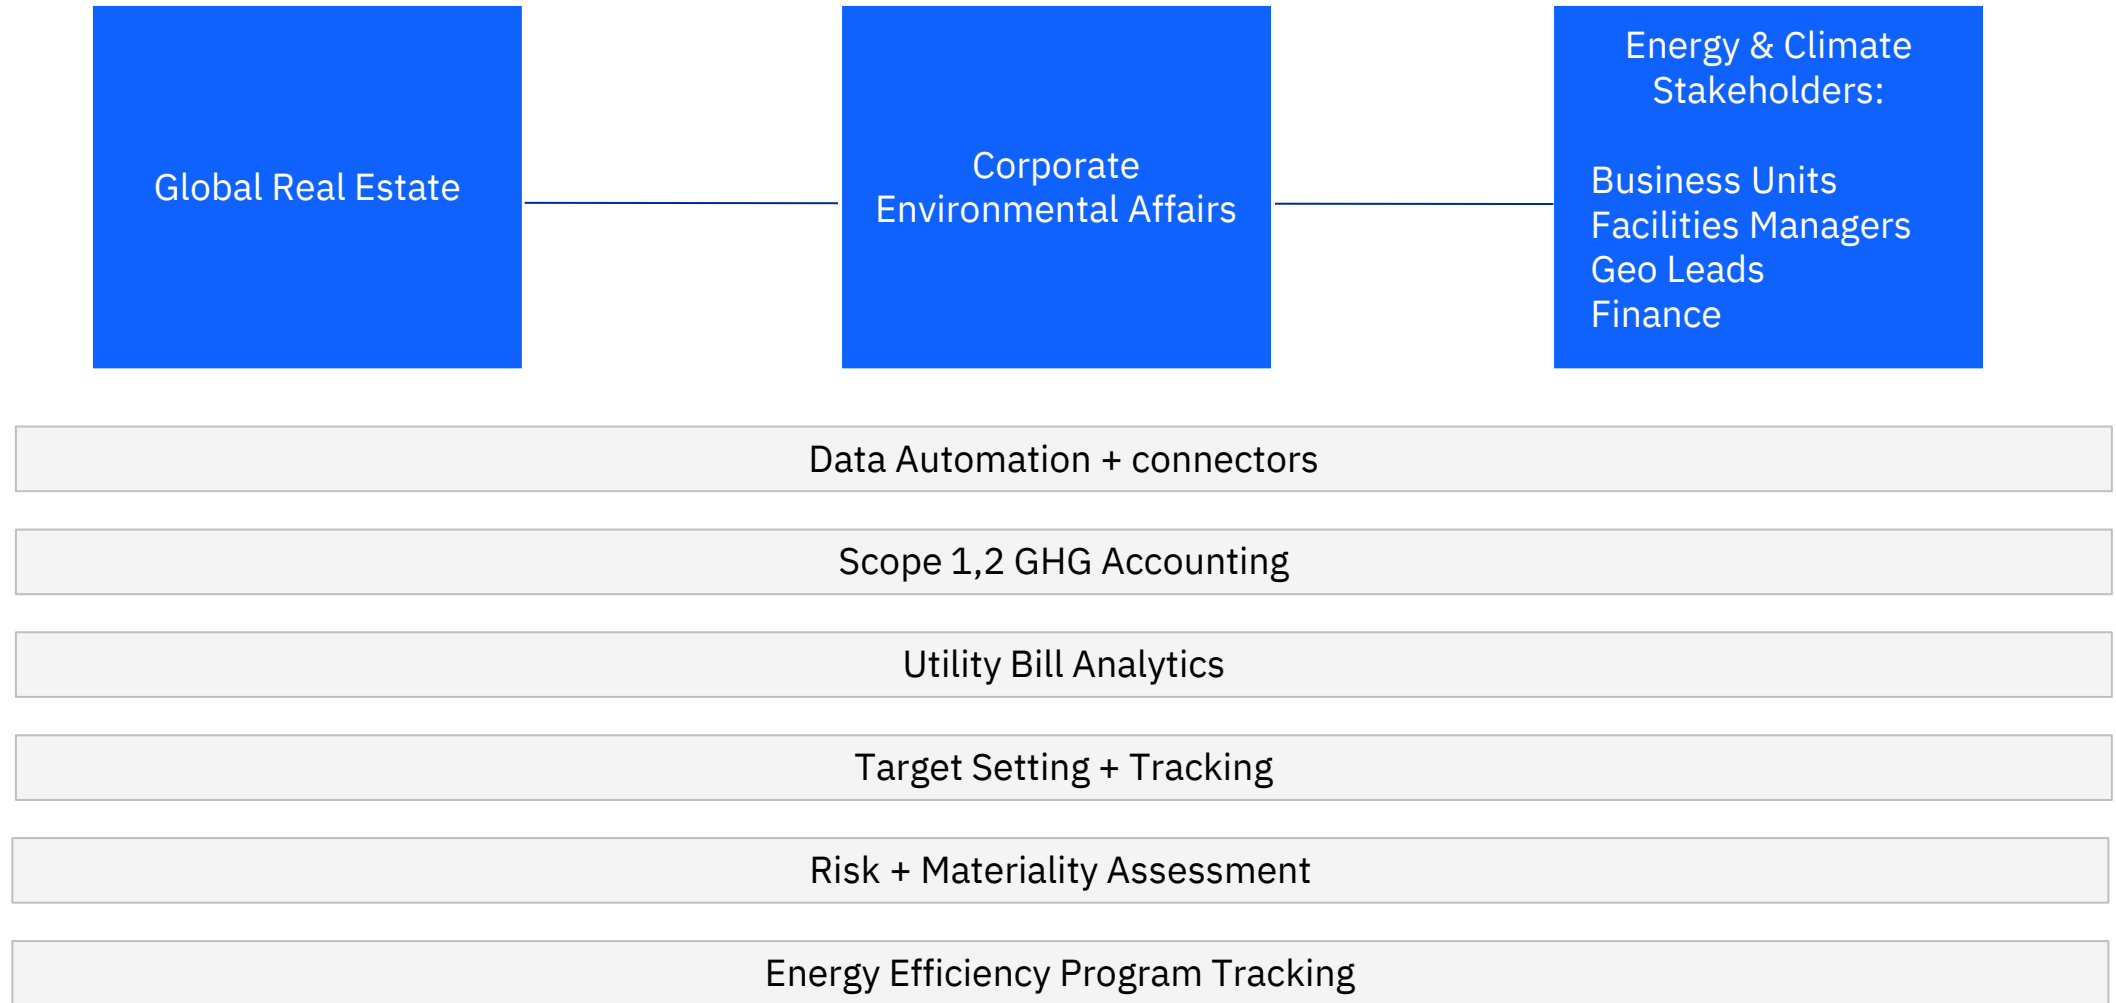 Global Real Estate
Corporate
Environmental Affairs
Energy & Climate
Stakeholders:
Business Units
Facilities Managers
Geo Leads
Finance
Data Automation + connectors
Scope 1,2 GHG Accounting
Utility Bill Analytics
Target Setting + Tracking
Risk + Materiality Assessment
Energy Efficiency Program Tracking